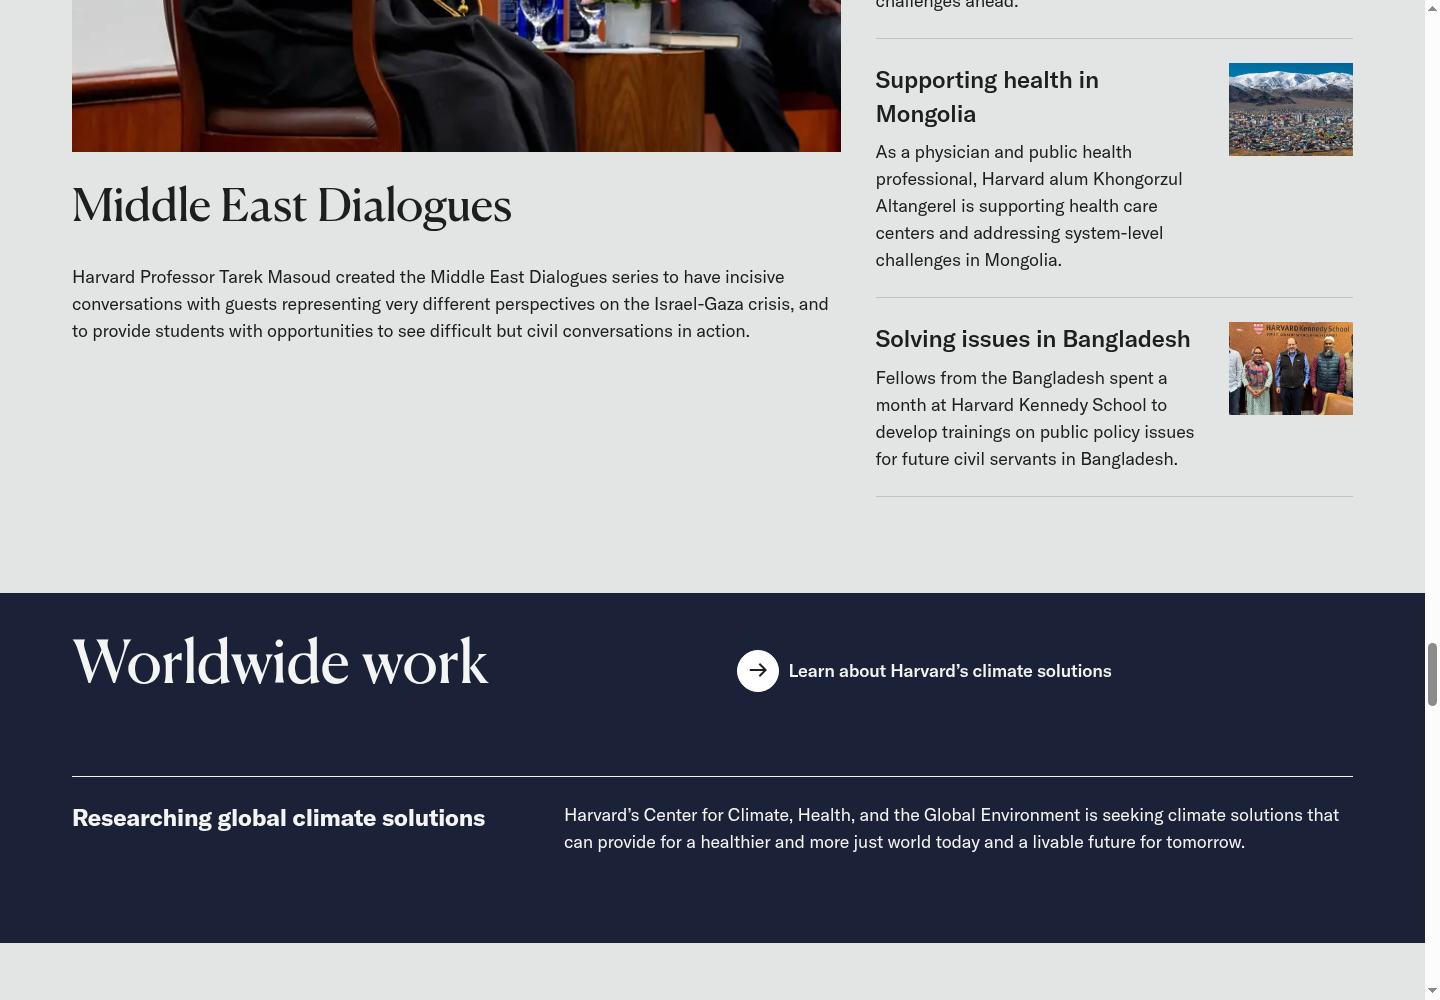 Middle East Dialogues
Harvard Professor Tarek Masoud created the Middle East Dialogues series to have incisive
conversations with guests representing very different perspectives on the Israel-Gaza crisis, and
to provide students with opportunities to see difficult but civil conversations in action.
challenges ahead.
Supporting health in
Mongolia
As a physician and public health
professional, Harvard alum Khongorzul
Altangerel is supporting health care
centers and addressing system-level
challenges in Mongolia.
Solving issues in Bangladesh
Fellows from the Bangladesh spent a
month at Harvard Kennedy School to
develop trainings on public policy issues
for future civil servants in Bangladesh.
HARVARD Kennedy School
Worldwide work
Learn about Harvard’s climate solutions
Researching global climate solutions
Harvard’s Center for Climate, Health, and the Global Environment is seeking climate solutions that
can provide for a healthier and more just world today and a livable future for tomorrow.